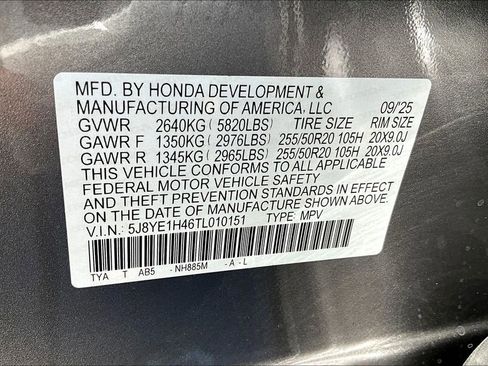 MFD. BY HONDA DEVELOPMENT &
MANUFACTURING OF AMERICA, LLC 09/25
GVWR 2640KG ( 5820LBS) TIRE SIZE RIM SIZE
GAWR F 1350KG ( 2976LBS) 255/50R20 105H 20X9.0J
GAWR R 1345KG ( 2965LBS) 255/50R20 105H 20X9.0J
THIS VEHICLE CONFORMS TO ALL APPLICABLE
FEDERAL MOTOR VEHICLE SAFETY
AND THEFT PREVENTION STANDARDS IN EFFECT
ON THE DATE OF MANUFACTURE SHOWN ABOVE.
V.I.N.: 5J8YE1H46TL010151 TYPE: MPV
TYA T AB5 - NH885M - A - L